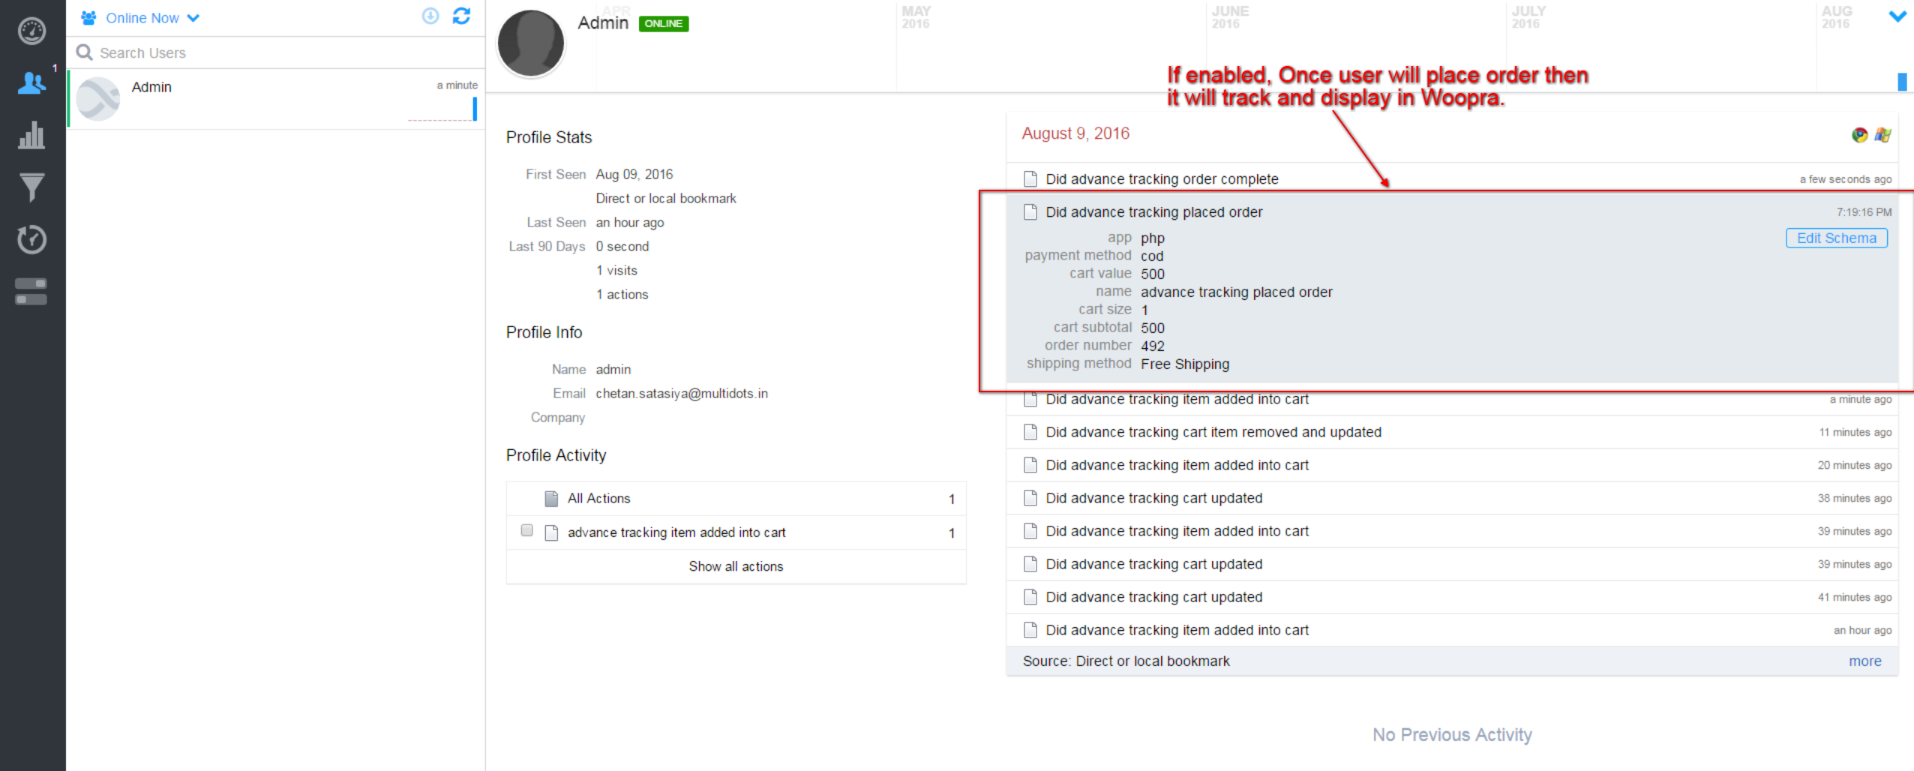 Online Now
Search Users
1
Admin
a minute
Admin ONLINE
APR
MAY
2016
JUNE
2016
JULY
2016
AUG
2016
If enabled, Once user will place order then
it will track and display in Woopra.
Profile Stats
First Seen Aug 09, 2016
Direct or local bookmark
Last Seen an hour ago
Last 90 Days 0 second
1 visits
1 actions
Profile Info
Name admin
Email chetan.satasiya@multidots.in
Company
Profile Activity
All Actions 1
advance tracking item added into cart 1
Show all actions
August 9, 2016
Did advance tracking order complete a few seconds ago
Did advance tracking placed order 7:19:16 PM
Edit Schema
app php
payment method cod
cart value 500
name advance tracking placed order
cart size 1
cart subtotal 500
order number 492
shipping method Free Shipping
Did advance tracking item added into cart a minute ago
Did advance tracking cart item removed and updated 11 minutes ago
Did advance tracking item added into cart 20 minutes ago
Did advance tracking cart updated 38 minutes ago
Did advance tracking item added into cart 39 minutes ago
Did advance tracking cart updated 39 minutes ago
Did advance tracking cart updated 41 minutes ago
Did advance tracking item added into cart an hour ago
Source: Direct or local bookmark more
No Previous Activity